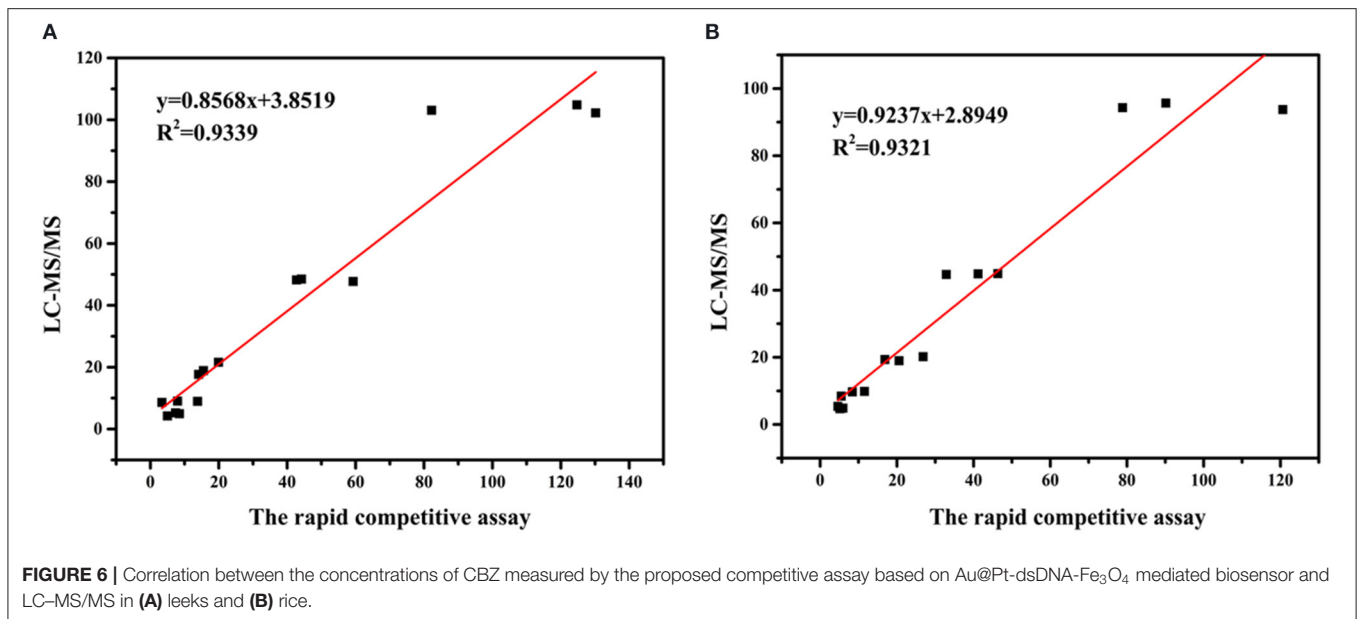 A
120
100
80
60
40
20
0
LC-MS/MS
y=0.8568x+3.8519
R²=0.9339
0 20 40 60 80 100 120 140
The rapid competitive assay
B
100
80
60
40
20
0
LC-MS/MS
y=0.9237x+2.8949
R²=0.9321
0 20 40 60 80 100 120
The rapid competitive assay
FIGURE 6 | Correlation between the concentrations of CBZ measured by the proposed competitive assay based on Au@Pt-dsDNA-Fe₃O₄ mediated biosensor and
LC–MS/MS in (A) leeks and (B) rice.